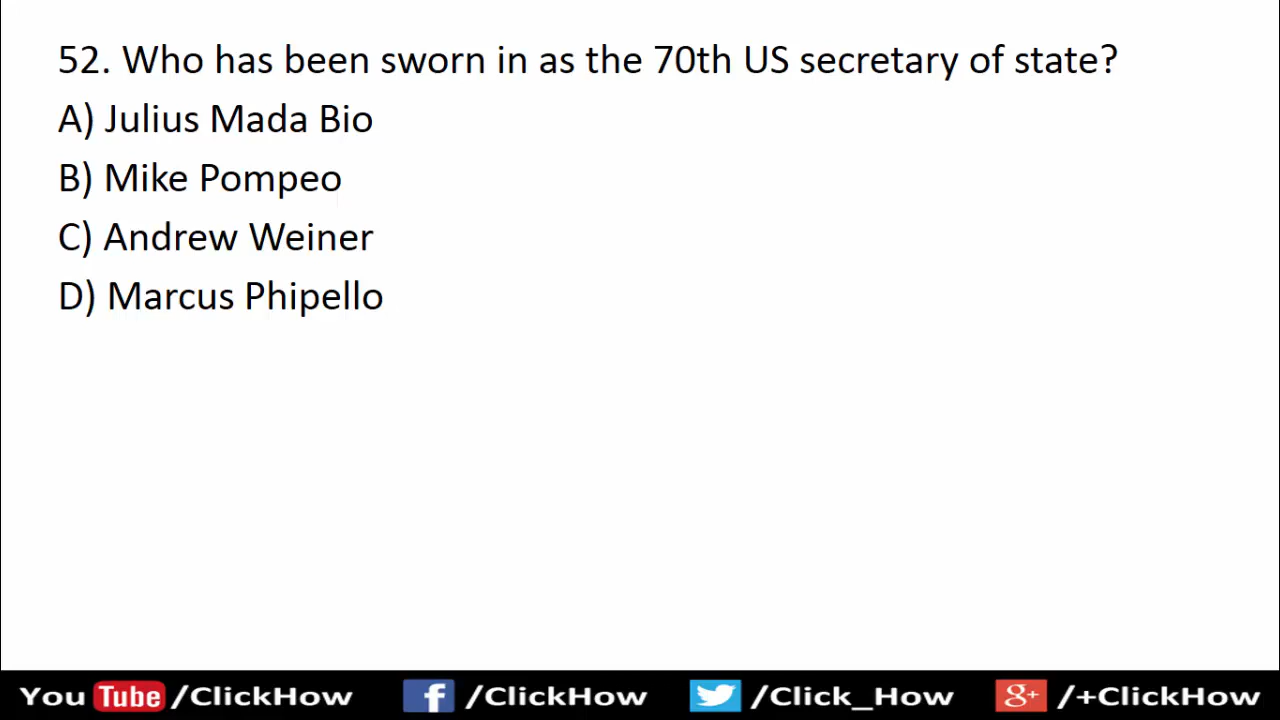 52. Who has been sworn in as the 70th US secretary of state?
A) Julius Mada Bio
B) Mike Pompeo
C) Andrew Weiner
D) Marcus Phipello
You Tube /ClickHow f /ClickHow /Click_How g+ /+ClickHow